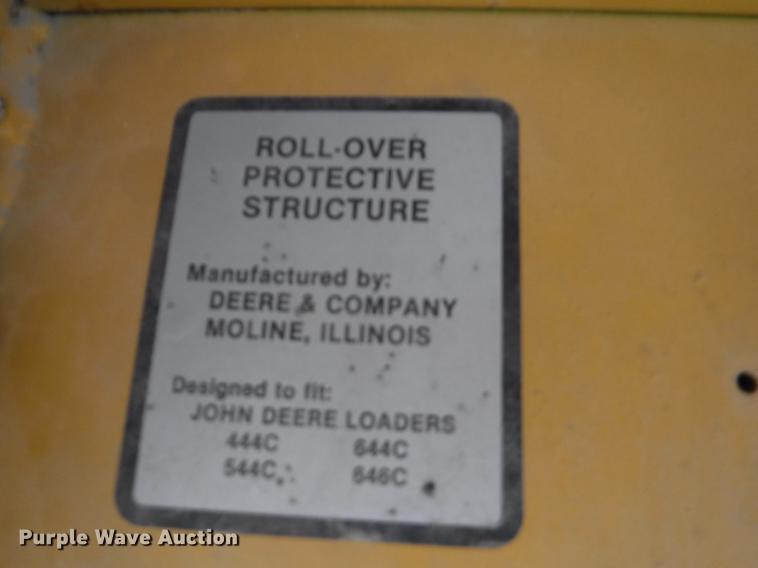 ROLL-OVER
PROTECTIVE
STRUCTURE
Manufactured by:
DEERE & COMPANY
MOLINE, ILLINOIS
Designed to fit:
JOHN DEERE LOADERS
444C 644C
544C 646C
Purple Wave Auction